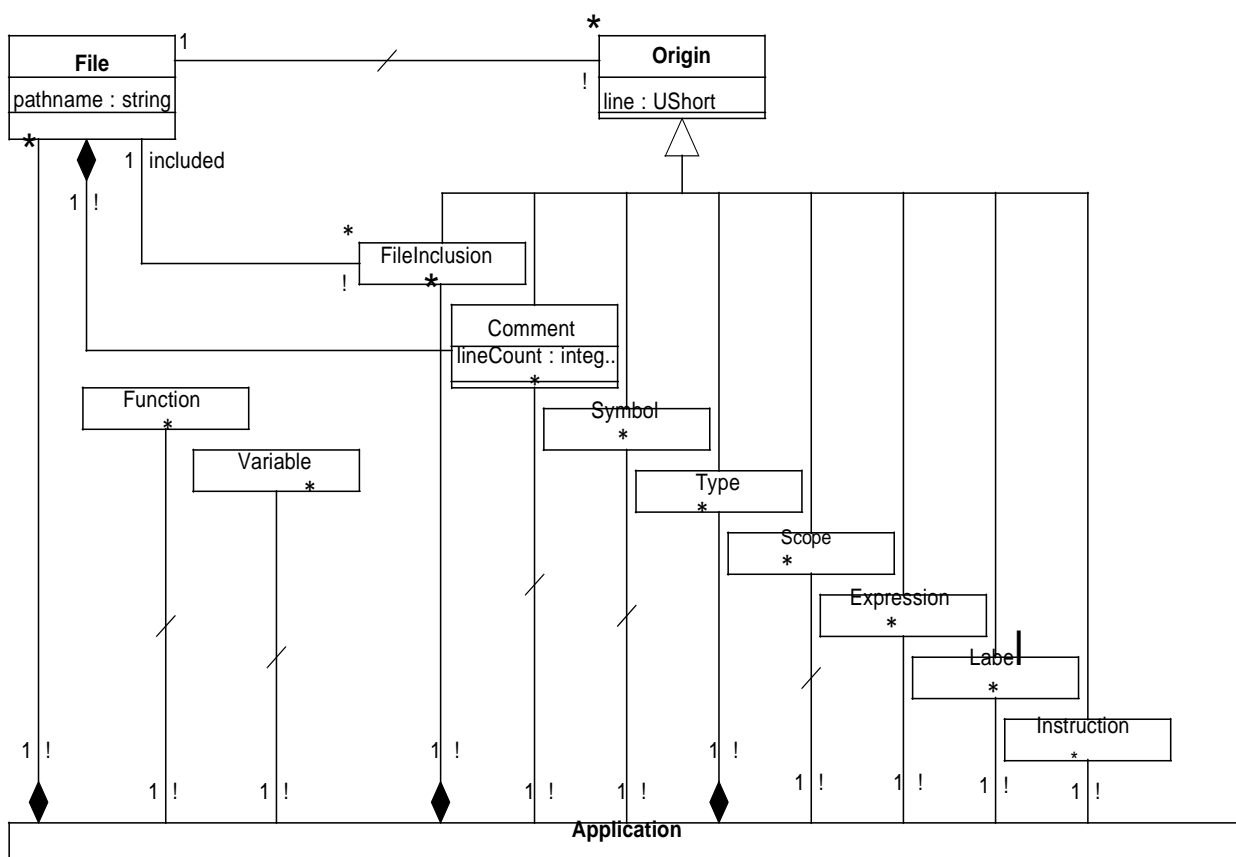 1
*
File
Origin
!
pathname : string
line : UShort
*
1 included
1 !
*
FileInclusion
!
*
Comment
lineCount : integ..
*
Function
*
Symbol
*
Variable
*
Type
*
Scope
*
Expression
*
Label
*
Instruction
*
1 !
1 !
1 !
1 !
1 !
1 !
1 !
1 !
1 !
1 !
1 !
1 !
Application